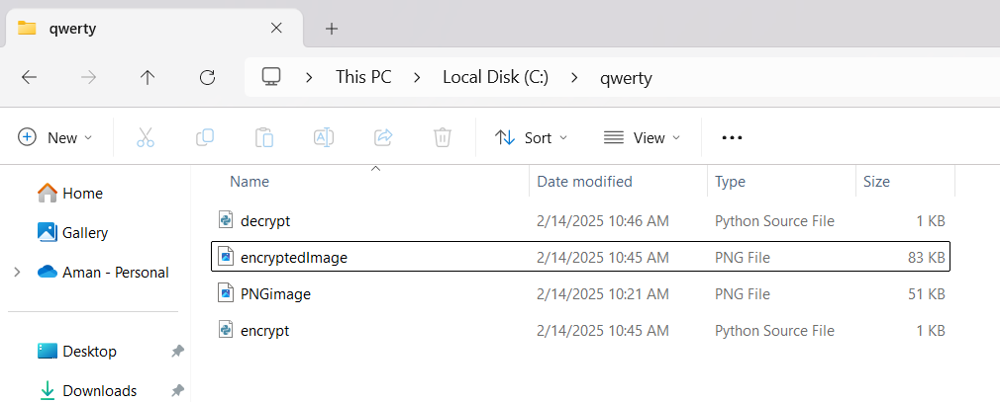 qwerty
This PC > Local Disk (C:) > qwerty
New Sort View
Name Date modified Type Size
Home
Gallery
Aman - Personal
Desktop
Downloads
decrypt 2/14/2025 10:46 AM Python Source File 1 KB
encryptedImage 2/14/2025 10:45 AM PNG File 83 KB
PNGimage 2/14/2025 10:21 AM PNG File 51 KB
encrypt 2/14/2025 10:45 AM Python Source File 1 KB